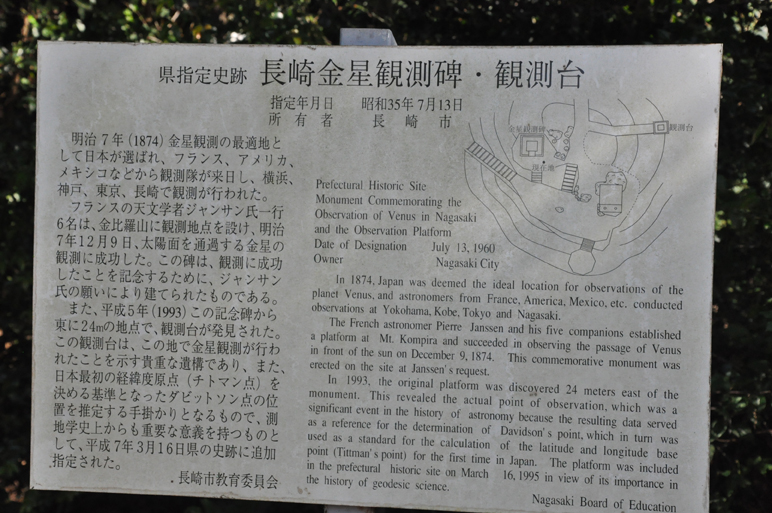 県指定史跡 長崎金星観測碑・観測台
指定年月日 昭和35年7月13日
所有者 長崎市
明治7年(1874)金星観測の最適地と
して日本が選ばれ、フランス、アメリカ、
メキシコなどから観測隊が来日し、横浜、
神戸、東京、長崎で観測が行われた。
フランスの天文学者ジャンサン氏一行
6名は、金比羅山に観測地点を設け、明治
7年12月9日、太陽面を通過する金星の
観測に成功した。この碑は、観測に成功
したことを記念するために、ジャンサン
氏の願いにより建てられたものである。
また、平成5年(1993)この記念碑から
東に24mの地点で、観測台が発見された。
この観測台は、この地で金星観測が行わ
れたことを示す貴重な遺構であり、また、
日本最初の経緯度原点(チトマン点)を
決める基準となったダビットソン点の位
置を推定する手掛かりとなるもので、測
地学史上からも重要な意義を持つものと
して、平成7年3月16日県の史跡に追加
指定された。
長崎市教育委員会
金星観測碑
観測台
現在地
Prefectural Historic Site
Monument Commemorating the
Observation of Venus in Nagasaki
and the Observation Platform
Date of Designation July 13, 1960
Owner Nagasaki City
In 1874, Japan was deemed the ideal location for observations of the
planet Venus, and astronomers from France, America, Mexico, etc. conducted
observations at Yokohama, Kobe, Tokyo and Nagasaki.
The French astronomer Pierre Janssen and his five companions established
a platform at Mt. Kompira and succeeded in observing the passage of Venus
in front of the sun on December 9, 1874. This commemorative monument was
erected on the site at Janssen's request.
In 1993, the original platform was discovered 24 meters east of the
monument. This revealed the actual point of observation, which was a
significant event in the history of astronomy because the resulting data served
as a reference for the determination of Davidson's point, which in turn was
used as a standard for the calculation of the latitude and longitude base
point (Tittman's point) for the first time in Japan. The platform was included
in the prefectural historic site on March 16, 1995 in view of its importance in
the history of geodesic science.
Nagasaki Board of Education